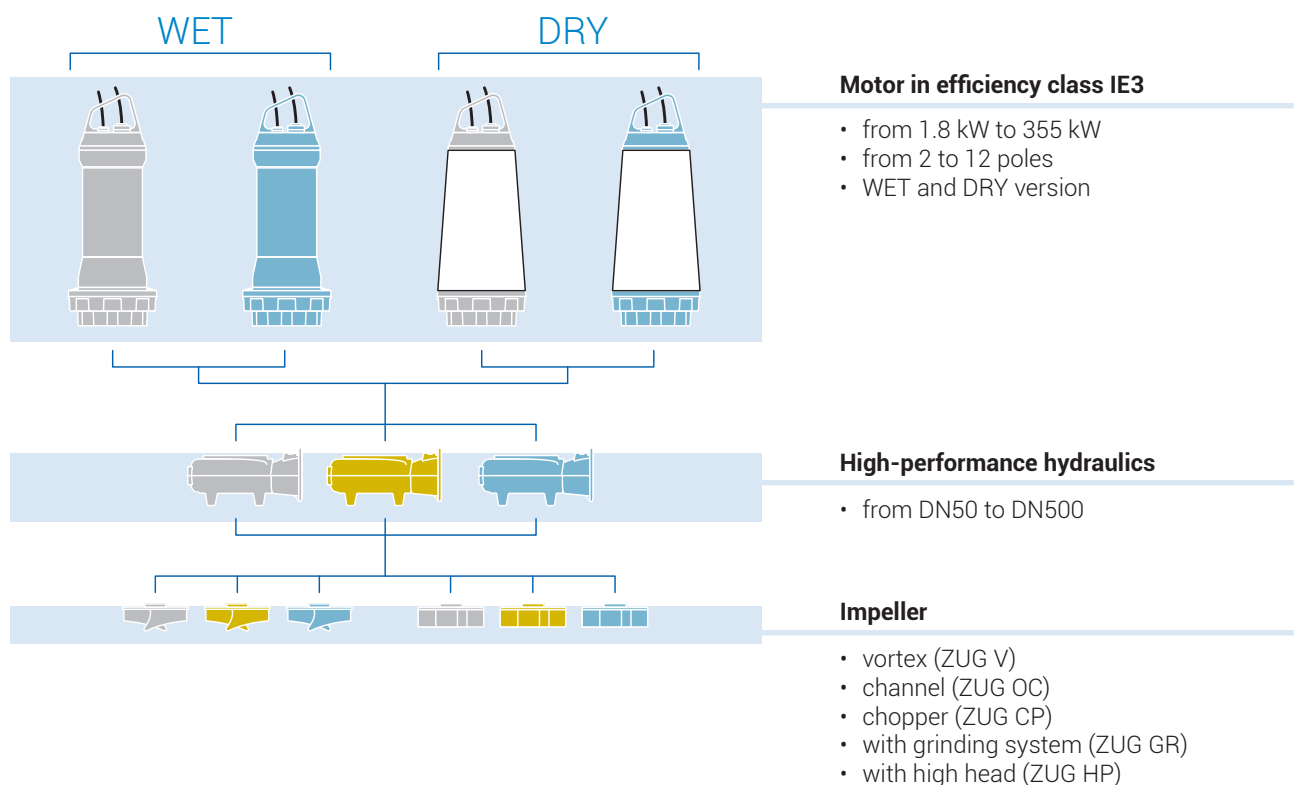 WET
DRY
Motor in efficiency class IE3
• from 1.8 kW to 355 kW
• from 2 to 12 poles
• WET and DRY version
High-performance hydraulics
• from DN50 to DN500
Impeller
• vortex (ZUG V)
• channel (ZUG OC)
• chopper (ZUG CP)
• with grinding system (ZUG GR)
• with high head (ZUG HP)